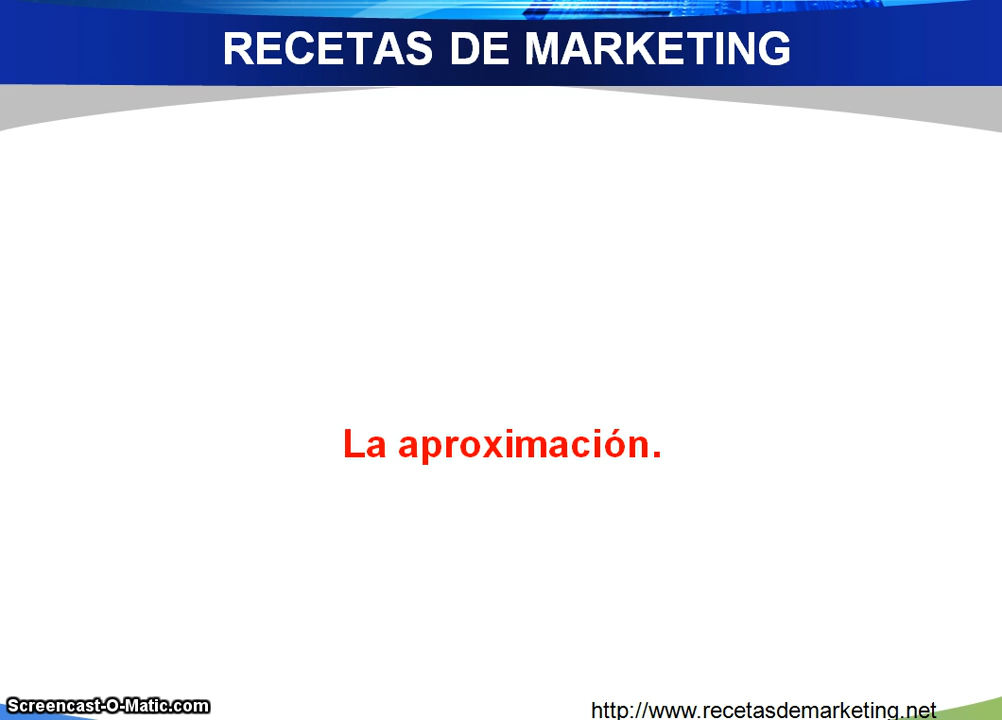 RECETAS DE MARKETING
La aproximación.
Screencast-O-Matic.com
http://www.recetasdemarketing.net